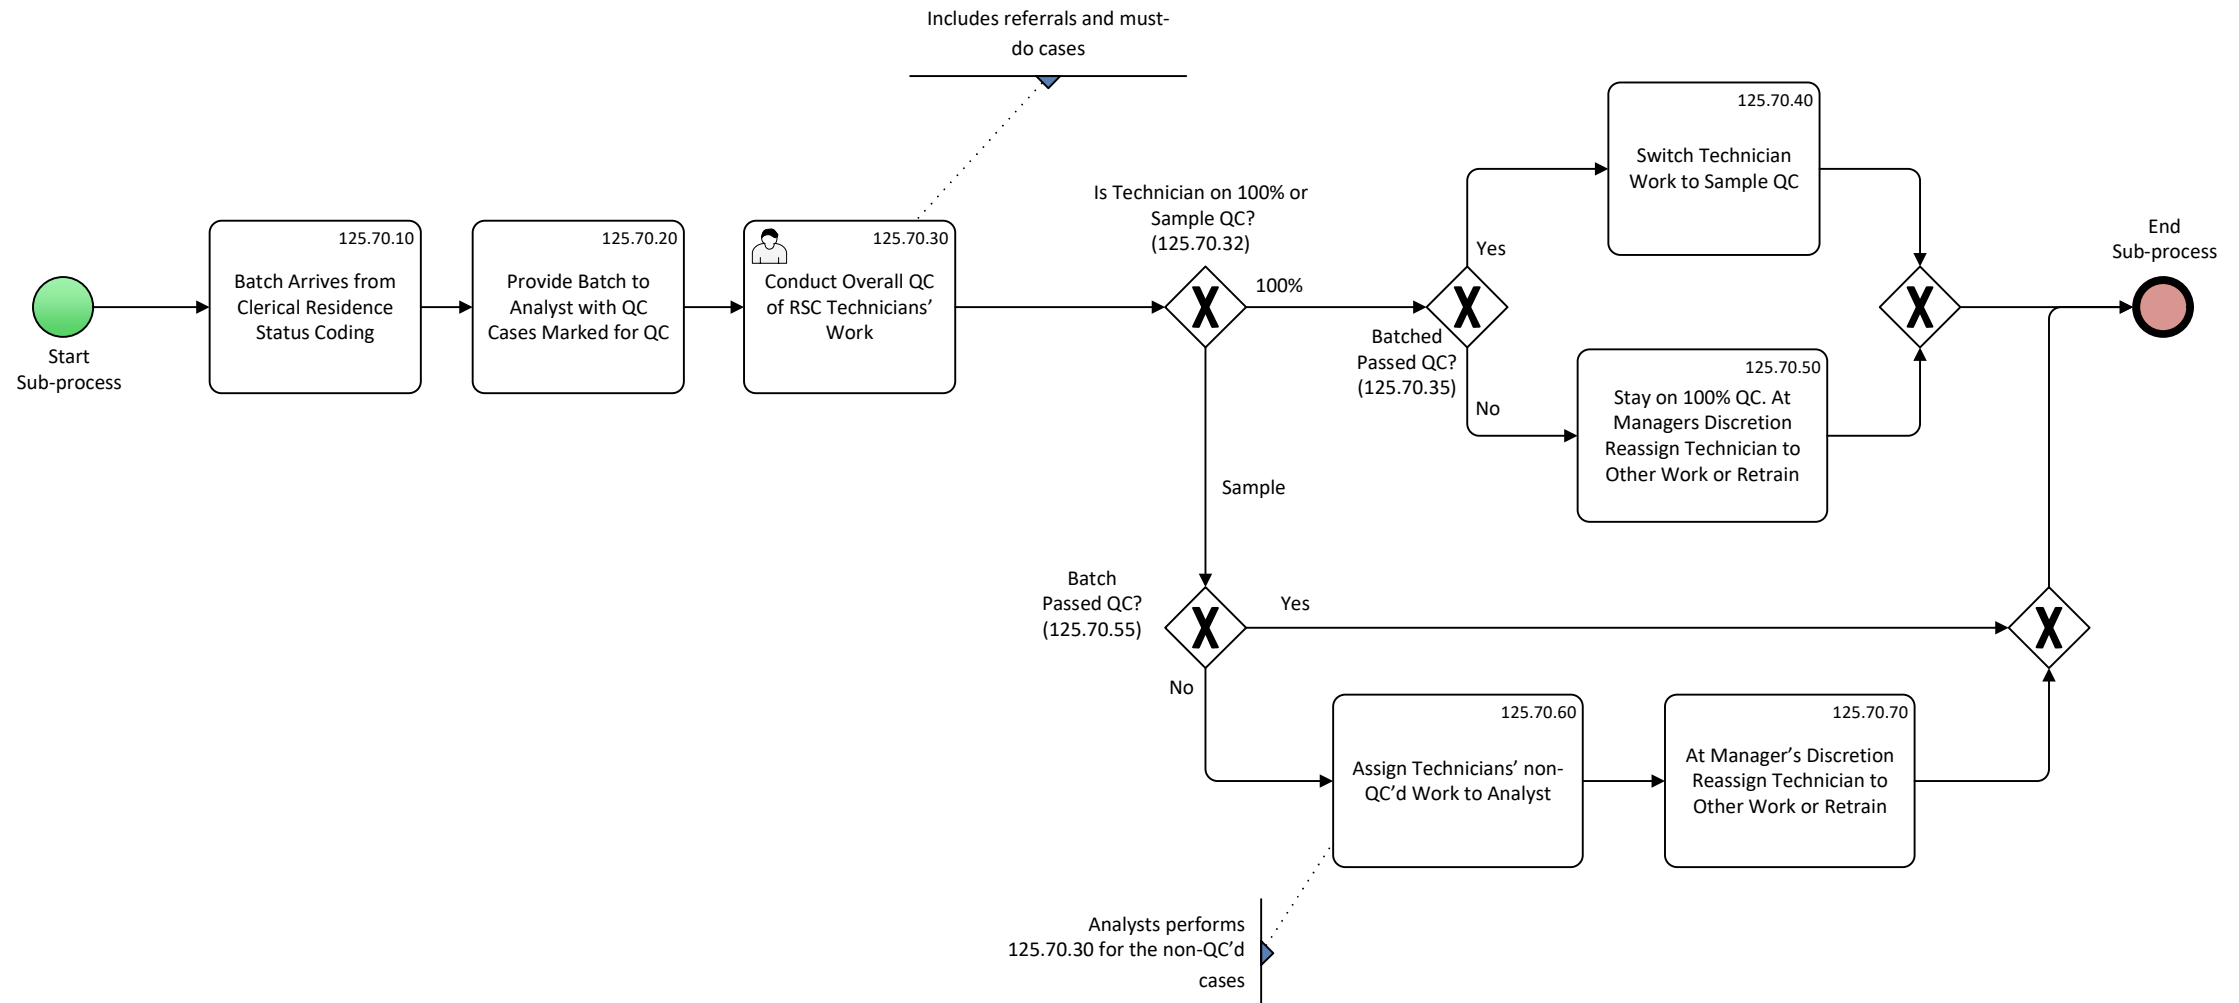 Includes referrals and must-
do cases
125.70.40
Switch Technician
Work to Sample QC
Is Technician on 100% or
Sample QC?
(125.70.32)
End
Sub-process
125.70.10
Batch Arrives from
Clerical Residence
Status Coding
125.70.20
Provide Batch to
Analyst with QC
Cases Marked for QC
125.70.30
Conduct Overall QC
of RSC Technicians’
Work
Start
Sub-process
100%
X
Yes
X
Batched
Passed QC?
(125.70.35)
No
X
125.70.50
Stay on 100% QC. At
Managers Discretion
Reassign Technician to
Other Work or Retrain
Sample
Batch
Passed QC?
(125.70.55)
X
Yes
X
No
125.70.60
Assign Technicians’ non-
QC’d Work to Analyst
125.70.70
At Manager’s Discretion
Reassign Technician to
Other Work or Retrain
Analysts performs
125.70.30 for the non-QC’d
cases